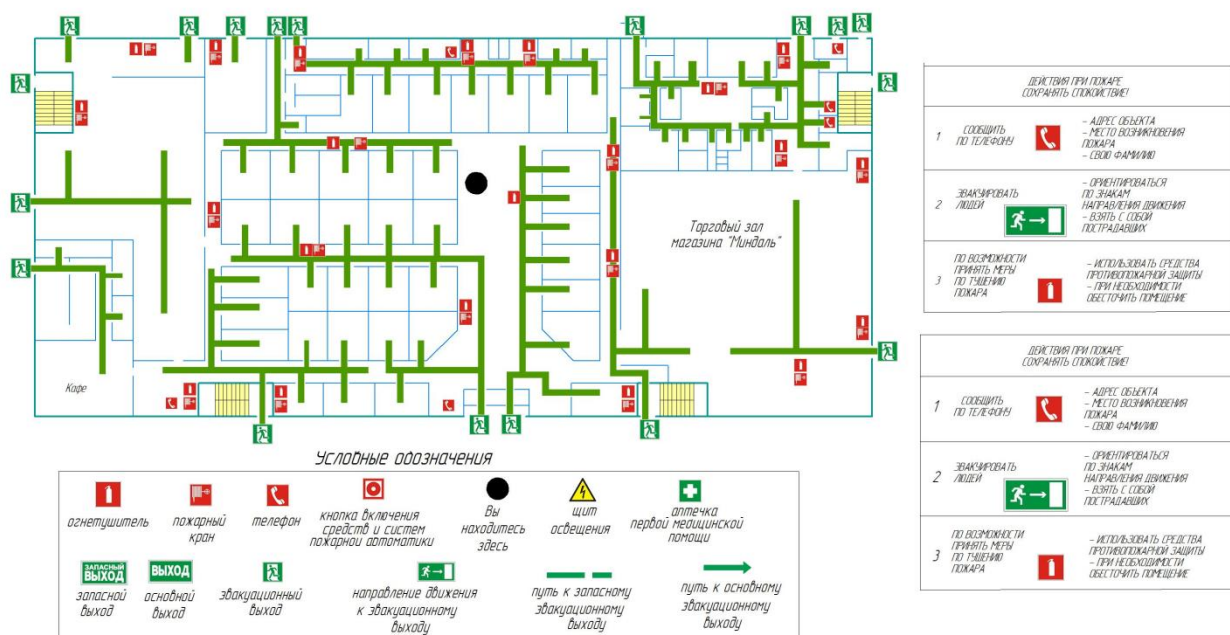 Торговый зал
магазина "Миндаль"
Кафе
Условные обозначения
огнетушитель
пожарный
кран
телефон
кнопка включения
средств и систем
пожарной автоматики
Вы
находитесь
здесь
щит
освещения
аптечка
первой медицинской
помощи
ЗАПАСНЫЙ
ВЫХОД
запасной
выход
ВЫХОД
основной
выход
эвакуационный
выход
направление движения
к эвакуационному
выходу
путь к запасному
эвакуационному
выходу
путь к основному
эвакуационному
выходу
ДЕЙСТВИЯ ПРИ ПОЖАРЕ
СОХРАНЯТЬ СПОКОЙСТВИЕ!
1
СООБЩИТЬ
ПО ТЕЛЕФОНУ
- АДРЕС ОБЪЕКТА
- МЕСТО ВОЗНИКНОВЕНИЯ
ПОЖАРА
- СВОЮ ФАМИЛИЮ
2
ЭВАКУИРОВАТЬ
ЛЮДЕЙ
- ОРИЕНТИРОВАТЬСЯ
ПО ЗНАКАМ
НАПРАВЛЕНИЯ ДВИЖЕНИЯ
- ВЗЯТЬ С СОБОЙ
ПОСТРАДАВШИХ
3
ПО ВОЗМОЖНОСТИ
ПРИНЯТЬ МЕРЫ
ПО ТУШЕНИЮ
ПОЖАРА
- ИСПОЛЬЗОВАТЬ СРЕДСТВА
ПРОТИВОПОЖАРНОЙ ЗАЩИТЫ
- ПРИ НЕОБХОДИМОСТИ
ОБЕСТОЧИТЬ ПОМЕЩЕНИЕ
ДЕЙСТВИЯ ПРИ ПОЖАРЕ
СОХРАНЯТЬ СПОКОЙСТВИЕ!
1
СООБЩИТЬ
ПО ТЕЛЕФОНУ
- АДРЕС ОБЪЕКТА
- МЕСТО ВОЗНИКНОВЕНИЯ
ПОЖАРА
- СВОЮ ФАМИЛИЮ
2
ЭВАКУИРОВАТЬ
ЛЮДЕЙ
- ОРИЕНТИРОВАТЬСЯ
ПО ЗНАКАМ
НАПРАВЛЕНИЯ ДВИЖЕНИЯ
- ВЗЯТЬ С СОБОЙ
ПОСТРАДАВШИХ
3
ПО ВОЗМОЖНОСТИ
ПРИНЯТЬ МЕРЫ
ПО ТУШЕНИЮ
ПОЖАРА
- ИСПОЛЬЗОВАТЬ СРЕДСТВА
ПРОТИВОПОЖАРНОЙ ЗАЩИТЫ
- ПРИ НЕОБХОДИМОСТИ
ОБЕСТОЧИТЬ ПОМЕЩЕНИЕ